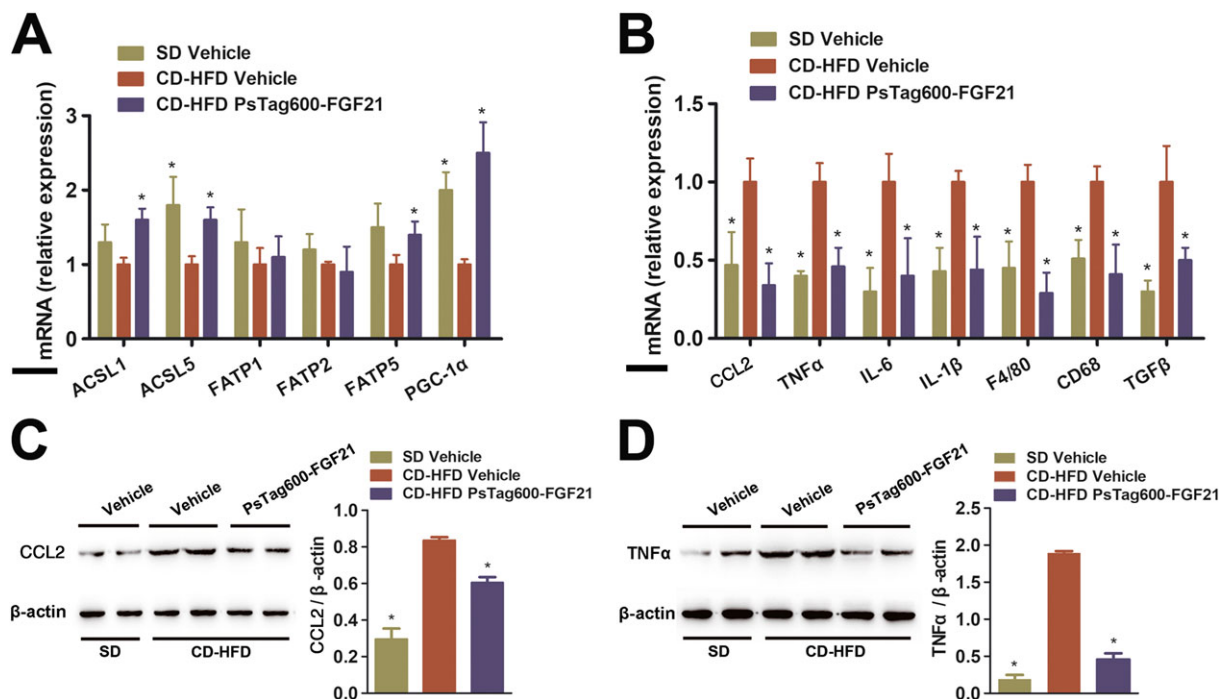 A
SD Vehicle
CD-HFD Vehicle
CD-HFD PsTag600-FGF21
mRNA (relative expression)
3
2
1
0
* * * * * *
ACSL1 ACSL5 FATP1 FATP2 FATP5 PGC-1α
B
SD Vehicle
CD-HFD Vehicle
CD-HFD PsTag600-FGF21
mRNA (relative expression)
1.5
1.0
0.5
0.0
* * * * * * * * * * * * * *
CCL2 TNFα IL-6 IL-1β F4/80 CD68 TGFβ
C
Vehicle Vehicle PsTag600-FGF21
CCL2
β-actin
SD CD-HFD
SD Vehicle
CD-HFD Vehicle
CD-HFD PsTag600-FGF21
CCL2 / β -actin
1.0
0.8
0.6
0.4
0.2
0.0
* *
D
Vehicle Vehicle PsTag600-FGF21
TNFα
β-actin
SD CD-HFD
SD Vehicle
CD-HFD Vehicle
CD-HFD PsTag600-FGF21
TNFα / β -actin
2.0
1.5
1.0
0.5
0.0
* *